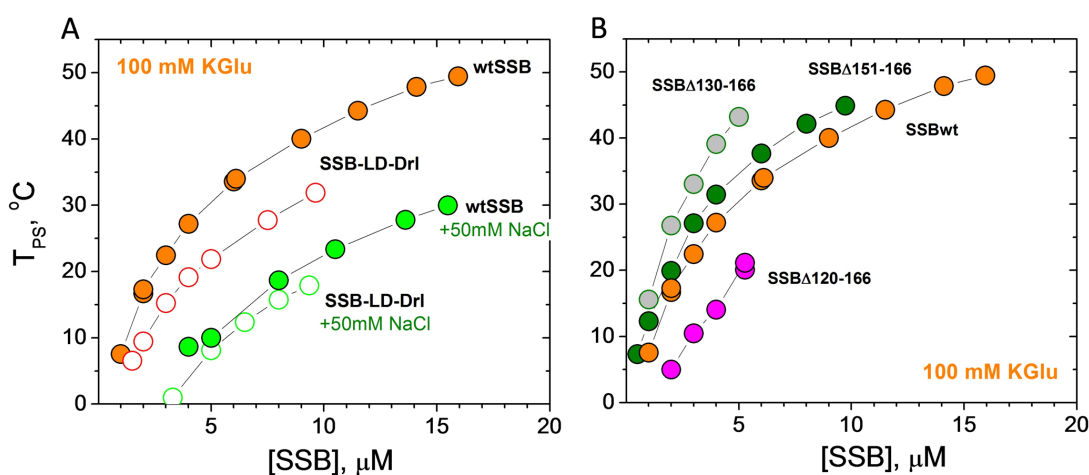 A
100 mM KGlu
wtSSB
SSB-LD-Drl
wtSSB
+50mM NaCl
SSB-LD-Drl
+50mM NaCl
T_PS, °C
50
40
30
20
10
0
5
10
15
20
[SSB], μM
B
SSBΔ130-166
SSBΔ151-166
SSBwt
SSBΔ120-166
100 mM KGlu
50
40
30
20
10
0
5
10
15
20
[SSB], μM